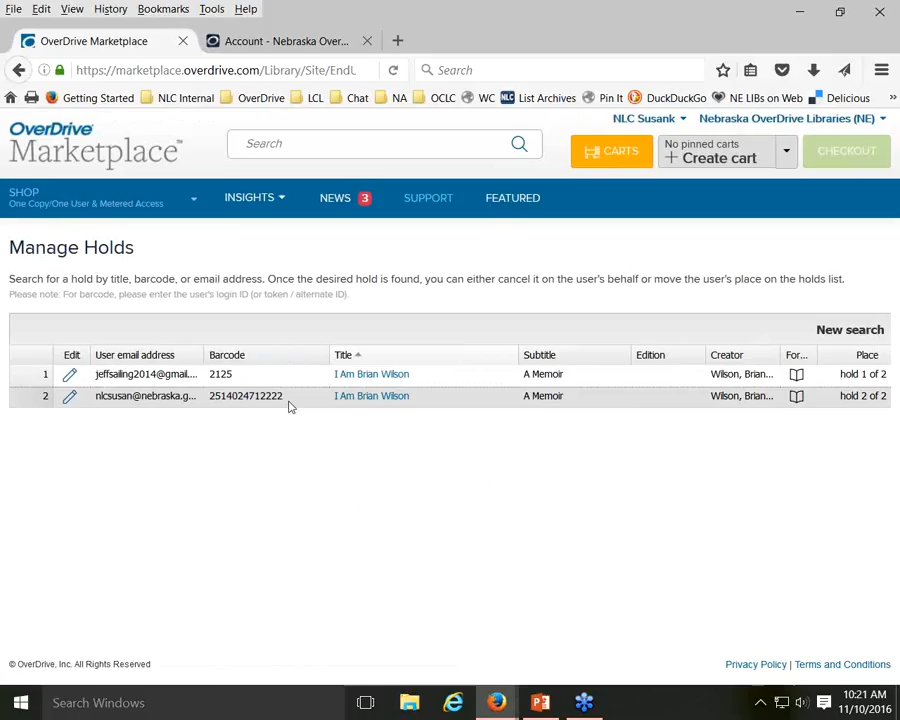 File Edit View History Bookmarks Tools Help
OverDrive Marketplace
Account - Nebraska Over...
https://marketplace.overdrive.com/Library/Site/EndU
Search
Getting Started NLC Internal OverDrive LCL Chat NA OCLC WC NLC List Archives Pin It DuckDuckGo NE LIBs on Web Delicious
NLC Susank Nebraska OverDrive Libraries (NE)
OverDrive
Marketplace
Search
CARTS
No pinned carts
+ Create cart
CHECKOUT
SHOP
One Copy/One User & Metered Access
INSIGHTS NEWS 3 SUPPORT FEATURED
Manage Holds
Search for a hold by title, barcode, or email address. Once the desired hold is found, you can either cancel it on the user's behalf or move the user's place on the holds list.
Please note: For barcode, please enter the user's login ID (or token / alternate ID).
New search
Edit User email address Barcode Title Subtitle Edition Creator For... Place
1 jeffsailing2014@gmail.... 2125 I Am Brian Wilson A Memoir Wilson, Brian... hold 1 of 2
2 nlcsusan@nebraska.g... 2514024712222 I Am Brian Wilson A Memoir Wilson, Brian... hold 2 of 2
© OverDrive, Inc. All Rights Reserved
Privacy Policy | Terms and Conditions
Search Windows
10:21 AM
11/10/2016